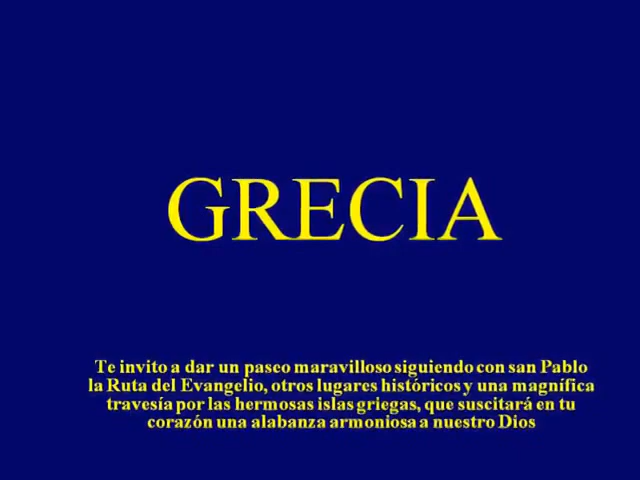 GRECIA
Te invito a dar un paseo maravilloso siguiendo con san Pablo
la Ruta del Evangelio, otros lugares históricos y una magnífica
travesía por las hermosas islas griegas, que suscitará en tu
corazón una alabanza armoniosa a nuestro Dios